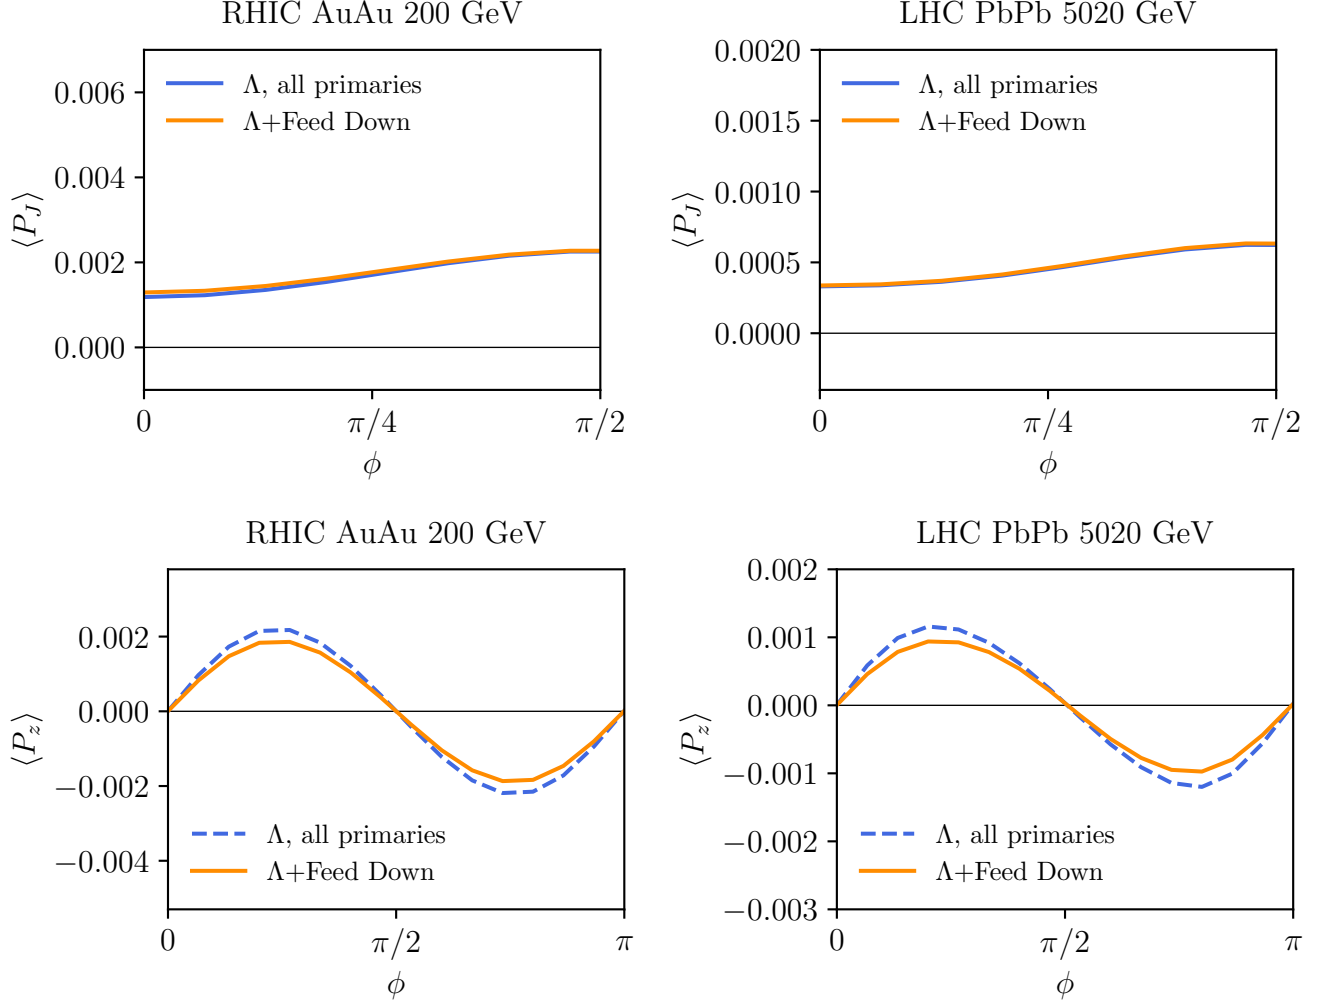 RHIC AuAu 200 GeV
⟨P_J⟩
0.006
0.004
0.002
0.000
Λ, all primaries
Λ+Feed Down
0
π/4
π/2
ϕ
LHC PbPb 5020 GeV
⟨P_J⟩
0.0020
0.0015
0.0010
0.0005
0.0000
Λ, all primaries
Λ+Feed Down
0
π/4
π/2
ϕ
RHIC AuAu 200 GeV
⟨P_z⟩
0.002
0.000
−0.002
−0.004
Λ, all primaries
Λ+Feed Down
0
π/2
π
ϕ
LHC PbPb 5020 GeV
⟨P_z⟩
0.002
0.001
0.000
−0.001
−0.002
−0.003
Λ, all primaries
Λ+Feed Down
0
π/2
π
ϕ